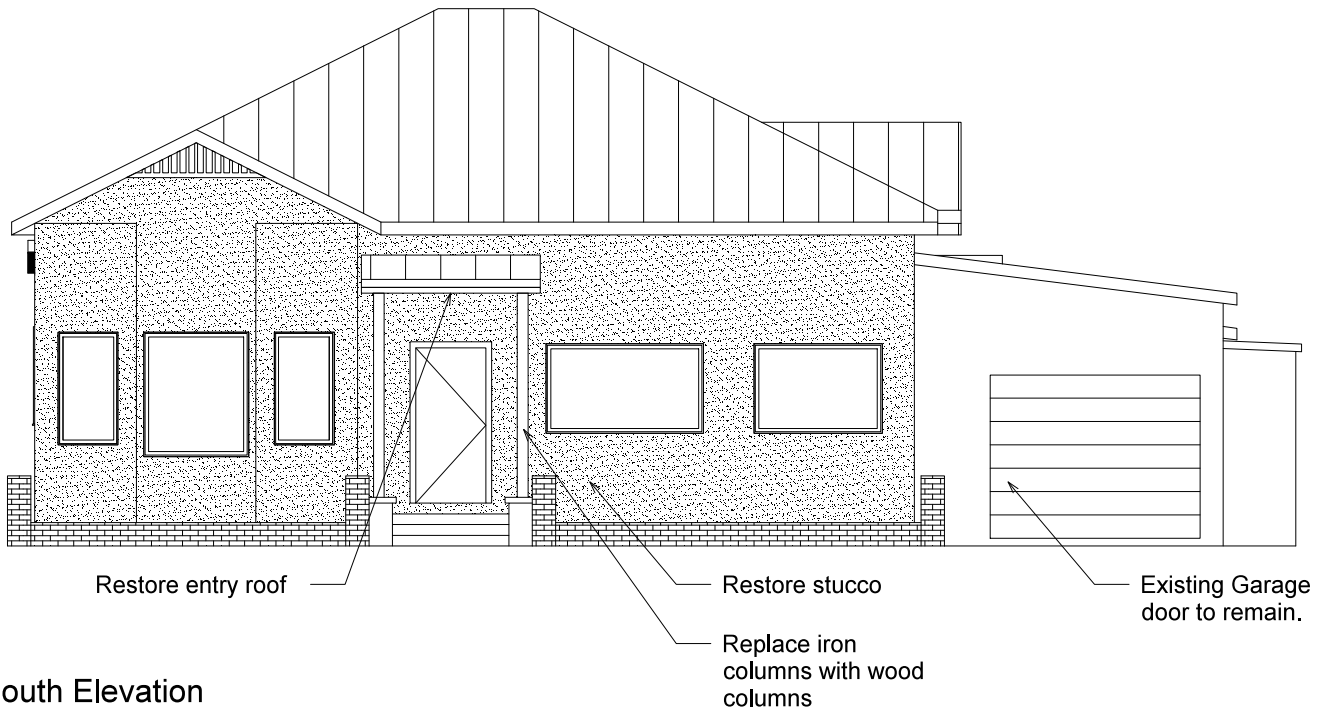 Restore entry roof
Restore stucco
Existing Garage
door to remain.
Replace iron
columns with wood
columns
outh Elevation